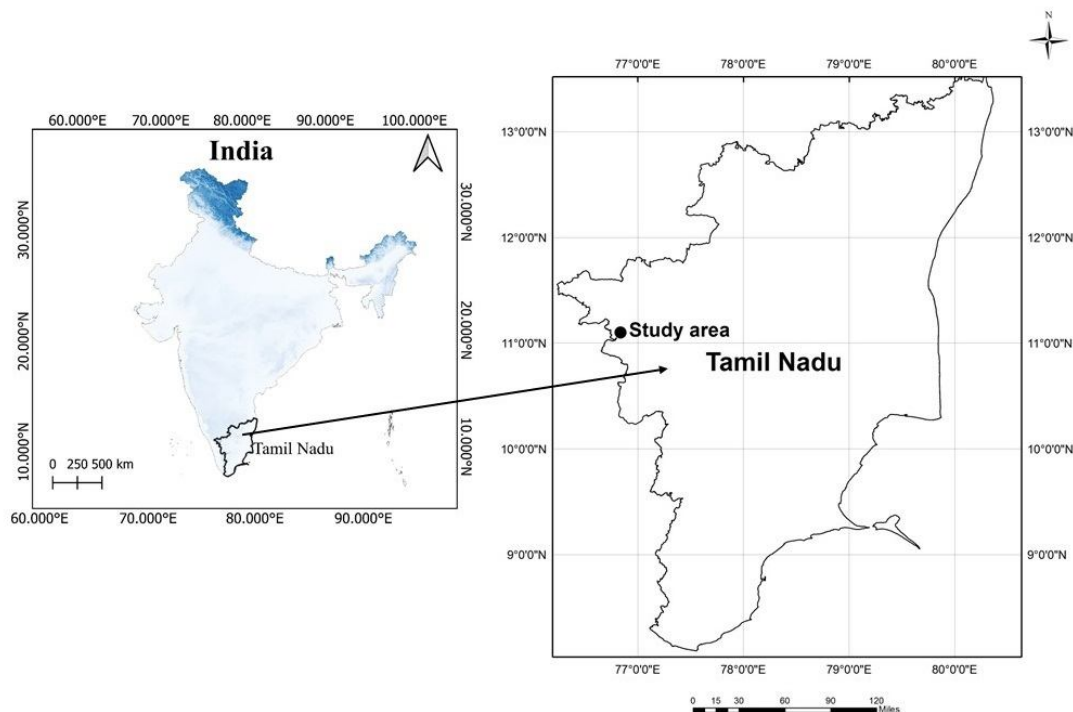 60.000°E 70.000°E 80.000°E 90.000°E 100.000°E
India
30.000°N
20.000°N
10.000°N
30.000°N
20.000°N
10.000°N
Tamil Nadu
0 250 500 km
60.000°E 70.000°E 80.000°E 90.000°E
N
77°0'0"E 78°0'0"E 79°0'0"E 80°0'0"E
13°0'0"N 13°0'0"N
12°0'0"N 12°0'0"N
Study area
11°0'0"N 11°0'0"N
Tamil Nadu
10°0'0"N 10°0'0"N
9°0'0"N 9°0'0"N
77°0'0"E 78°0'0"E 79°0'0"E 80°0'0"E
0 15 30 60 90 120
Miles